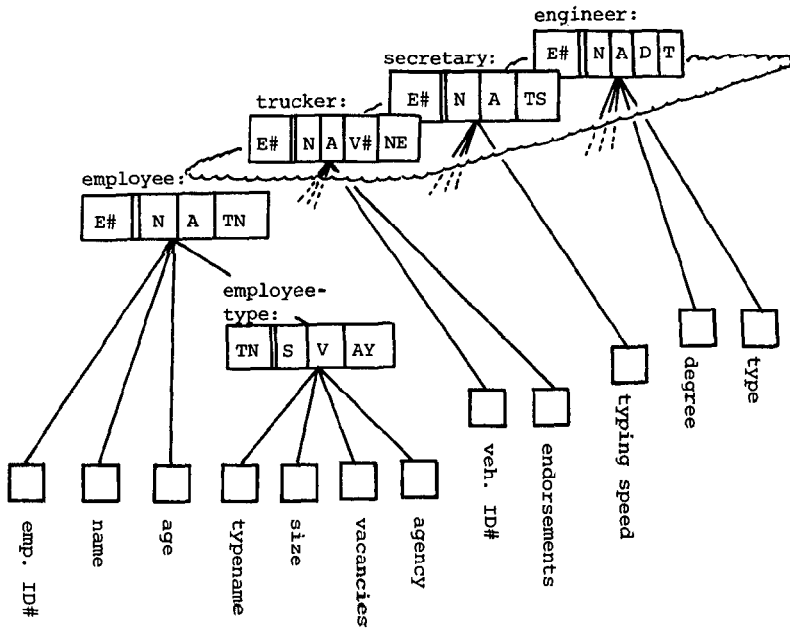 engineer:
E# N A D T
secretary:
E# N A TS
trucker:
E# N A V# NE
employee:
E# N A TN
employee-
type:
TN S V AY
emp. ID#
name
age
typename
size
vacancies
agency
veh. ID#
endorsements
typing speed
degree
type